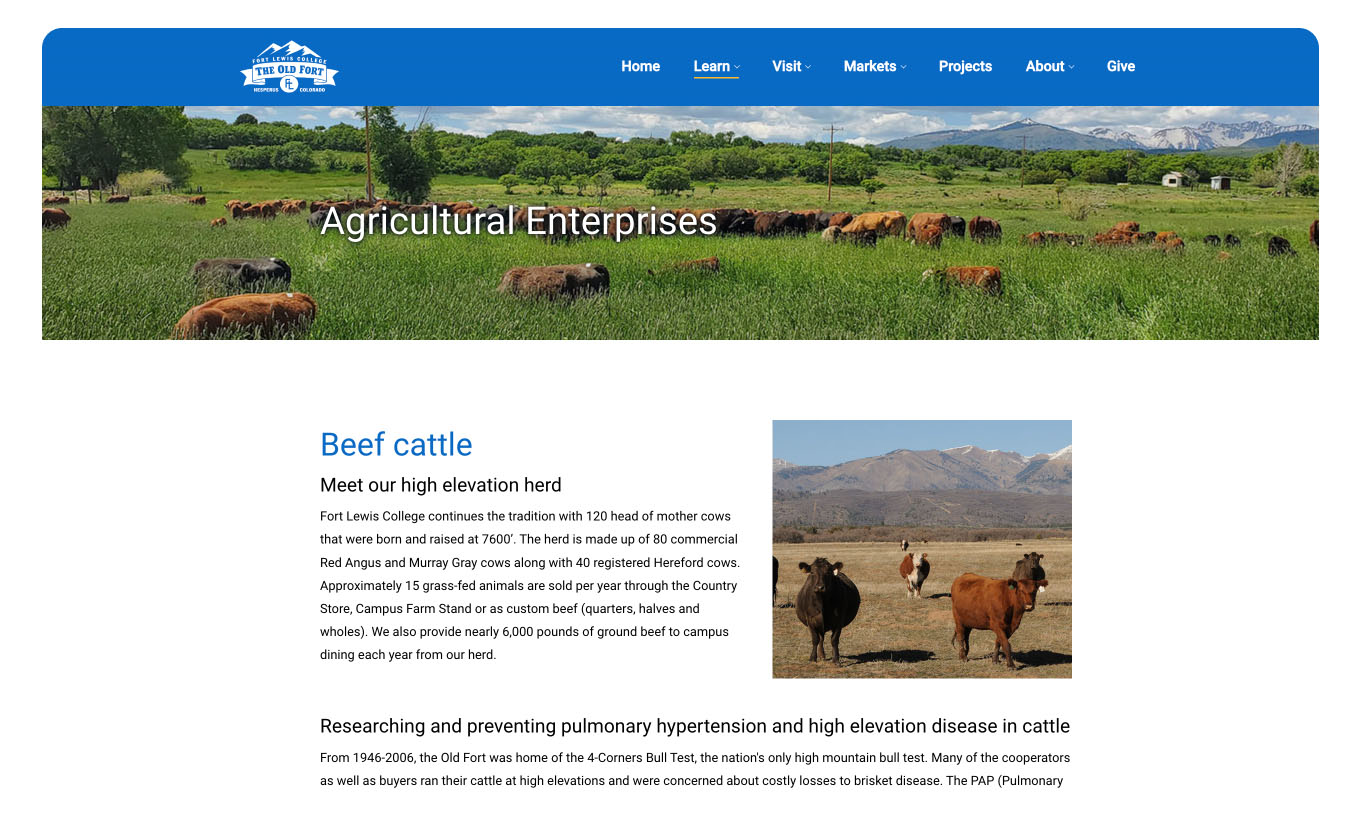 FORT LEWIS COLLEGE
THE OLD FORT
FL
HESPERUS COLORADO
Home Learn Visit Markets Projects About Give
Agricultural Enterprises
Beef cattle
Meet our high elevation herd
Fort Lewis College continues the tradition with 120 head of mother cows
that were born and raised at 7600’. The herd is made up of 80 commercial
Red Angus and Murray Gray cows along with 40 registered Hereford cows.
Approximately 15 grass-fed animals are sold per year through the Country
Store, Campus Farm Stand or as custom beef (quarters, halves and
wholes). We also provide nearly 6,000 pounds of ground beef to campus
dining each year from our herd.
Researching and preventing pulmonary hypertension and high elevation disease in cattle
From 1946-2006, the Old Fort was home of the 4-Corners Bull Test, the nation's only high mountain bull test. Many of the cooperators
as well as buyers ran their cattle at high elevations and were concerned about costly losses to brisket disease. The PAP (Pulmonary